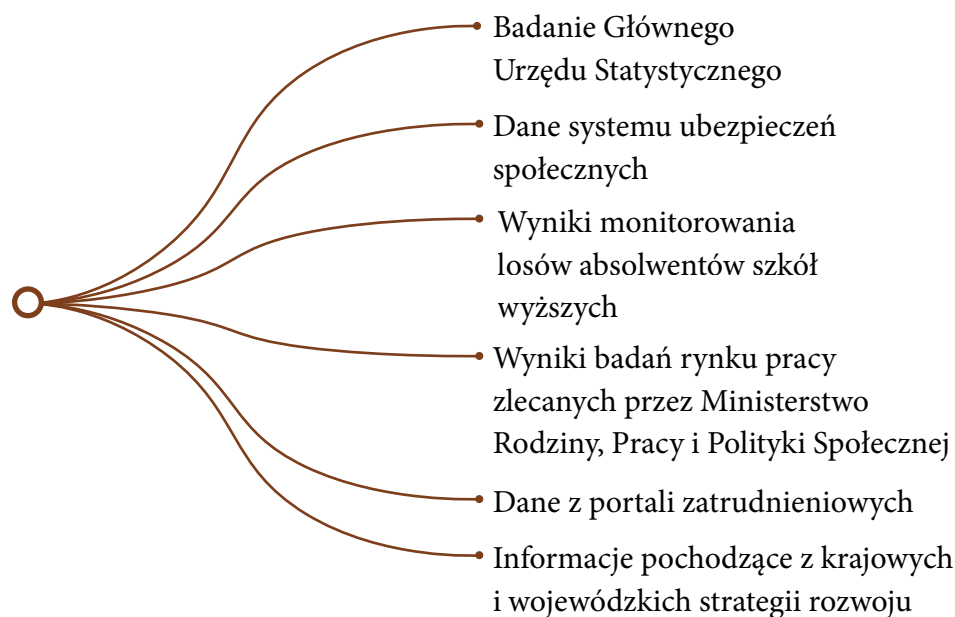 Badanie Głównego
Urzędu Statystycznego
Dane systemu ubezpieczeń
społecznych
Wyniki monitorowania
losów absolwentów szkół
wyższych
Wyniki badań rynku pracy
zlecanych przez Ministerstwo
Rodziny, Pracy i Polityki Społecznej
Dane z portali zatrudnieniowych
Informacje pochodzące z krajowych
i wojewódzkich strategii rozwoju